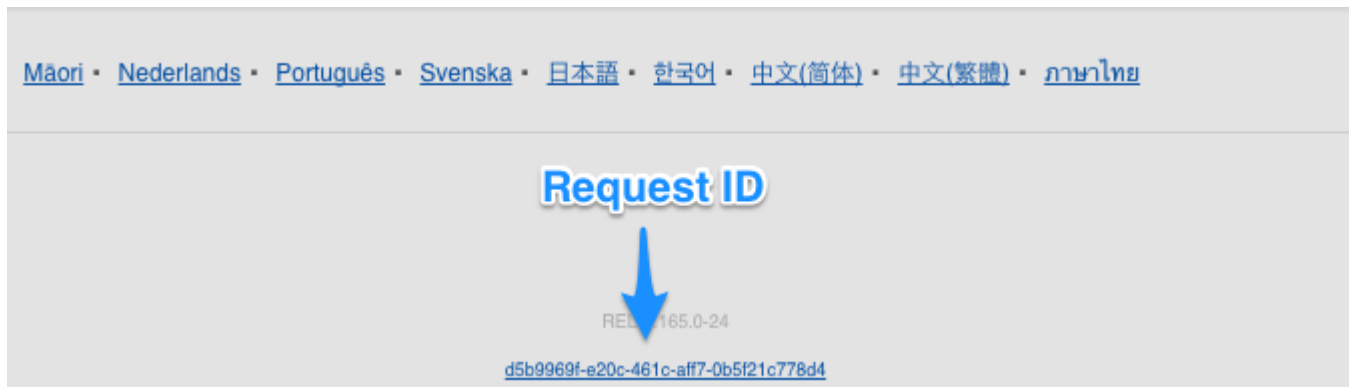 Māori ▪ Nederlands ▪ Português ▪ Svenska ▪ 日本語 ▪ 한국어 ▪ 中文(简体) ▪ 中文(繁體) ▪ ภาษาไทย
Request ID
165.0-24
d5b9969f-e20c-461c-aff7-0b5f21c778d4